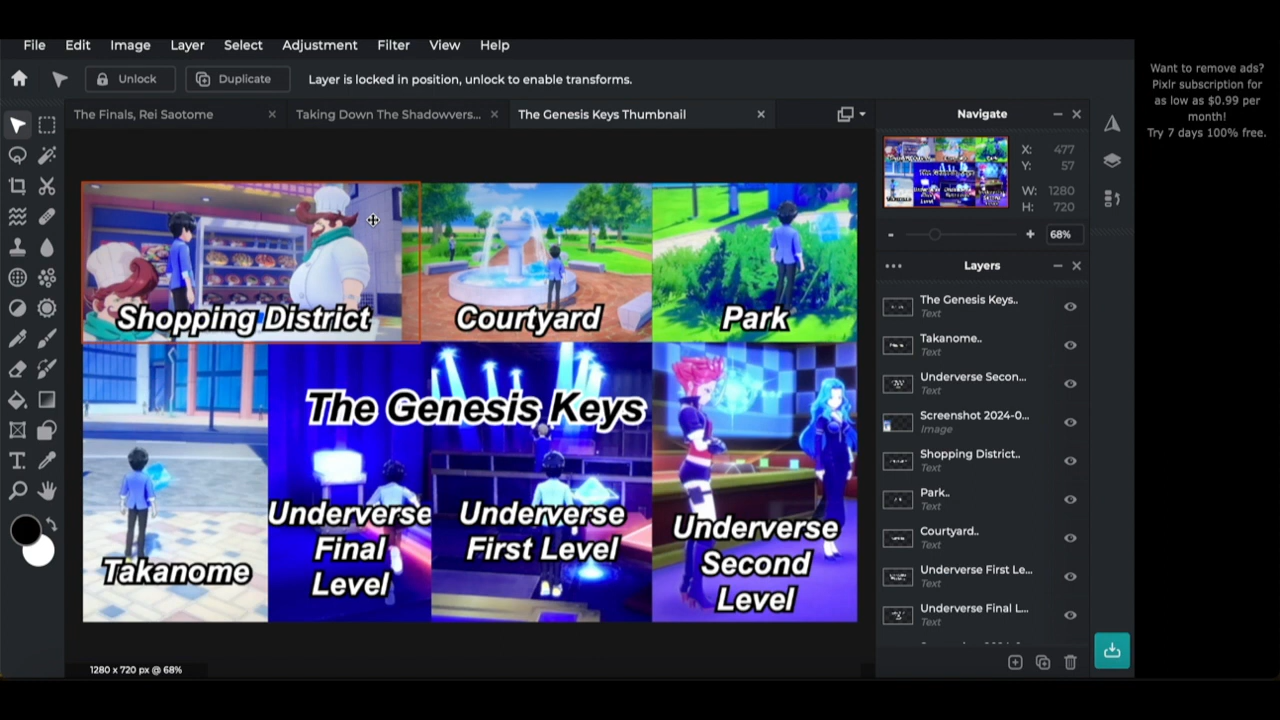 File Edit Image Layer Select Adjustment Filter View Help
Unlock Duplicate Layer is locked in position, unlock to enable transforms.
The Finals, Rei Saotome Taking Down The Shadowvers... The Genesis Keys Thumbnail
Want to remove ads?
Pixlr subscription for
as low as $0.99 per
month!
Try 7 days 100% free.
Navigate
X: 477
Y: 57
W: 1280
H: 720
68%
Shopping District
Courtyard
Park
The Genesis Keys
Takanome
Underverse
Final
Level
Underverse
First Level
Underverse
Second
Level
Layers
The Genesis Keys..
Text
Takanome..
Text
Underverse Secon...
Text
Screenshot 2024-0...
Image
Shopping District..
Text
Park..
Text
Courtyard..
Text
Underverse First Le...
Text
Underverse Final L...
Text
1280 x 720 px @ 68%